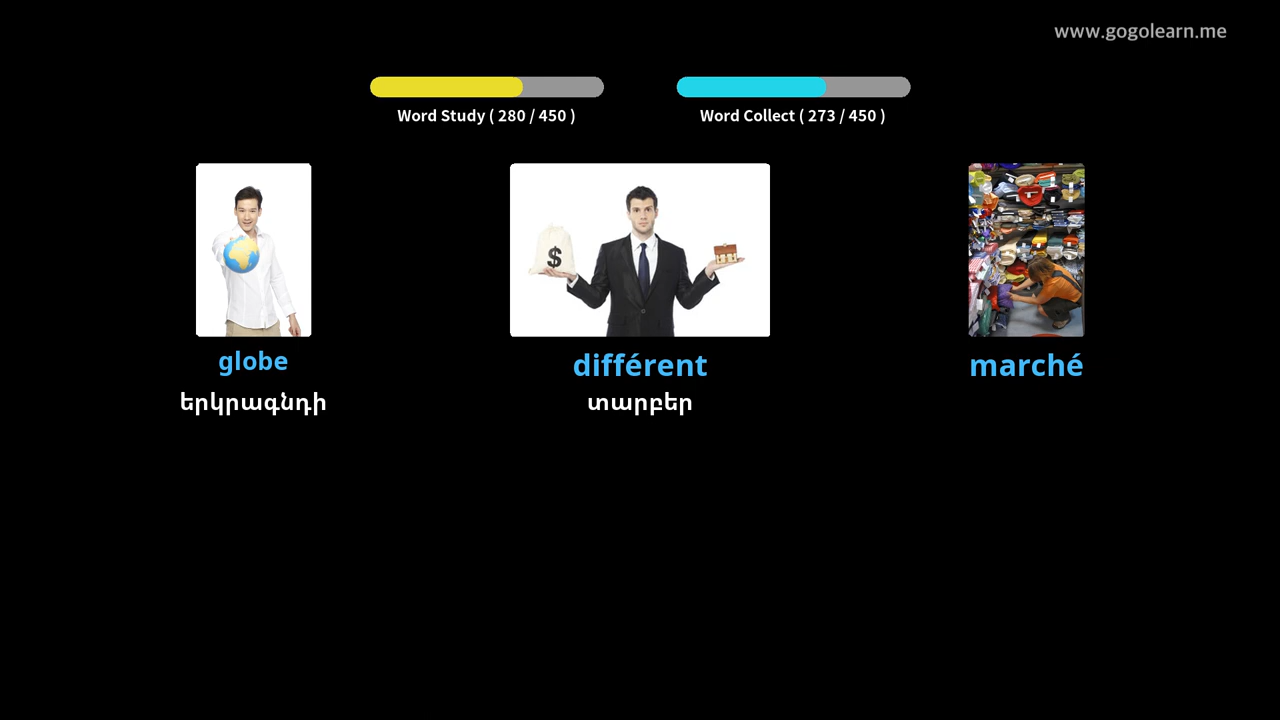 www.gogolearn.me
Word Study ( 280 / 450 )
Word Collect ( 273 / 450 )
$
globe
différent
marché
երկրագնդի
տարբեր